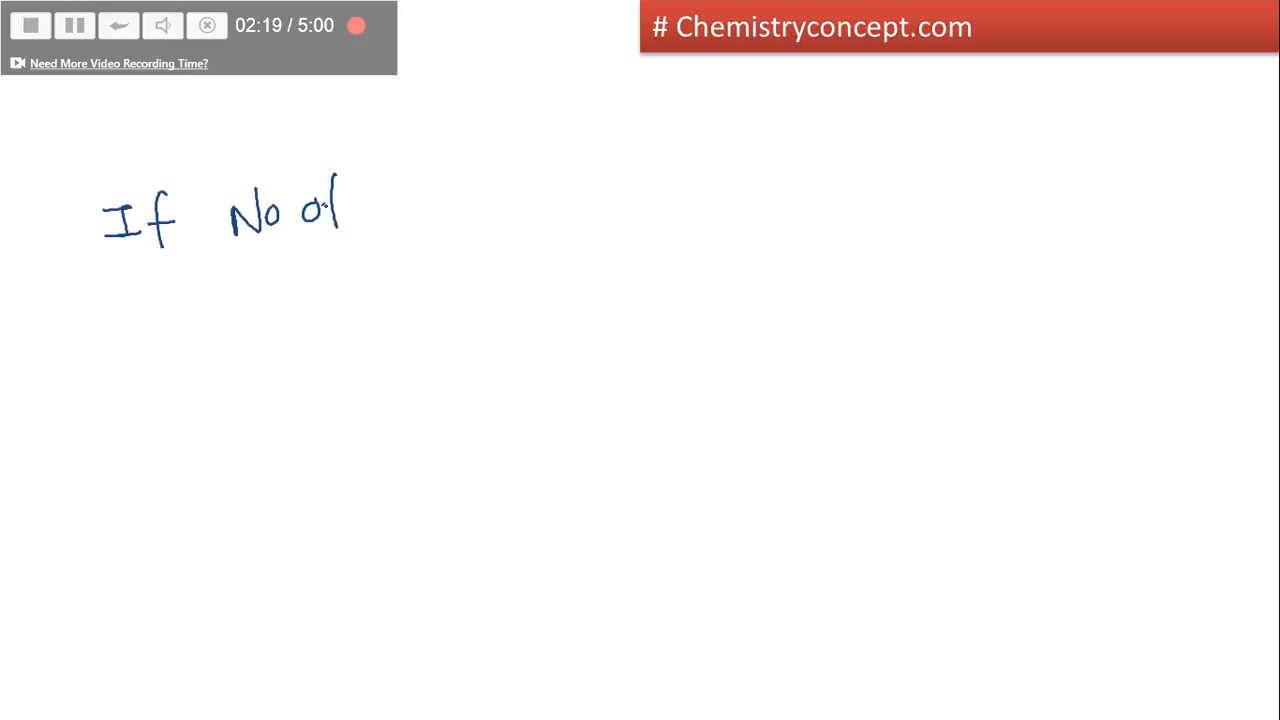 02:19 / 5:00
# Chemistryconcept.com
Need More Video Recording Time?
If No of